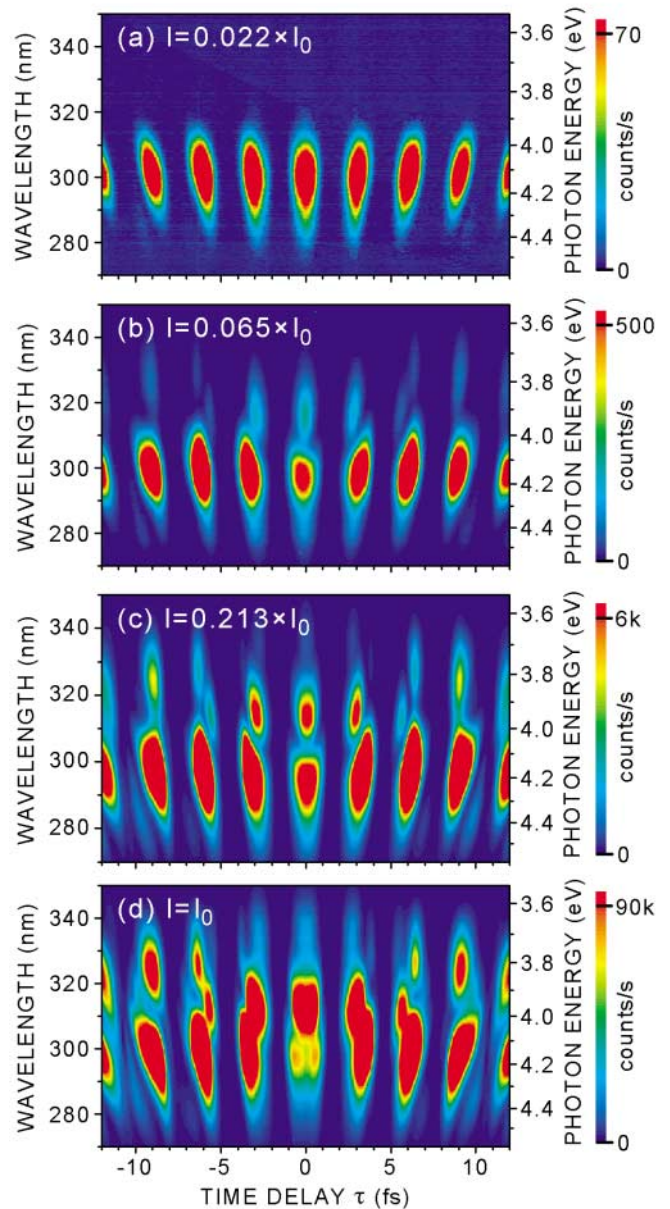 (a) I=0.022×I0
WAVELENGTH (nm)
340
320
300
280
3.6
3.8
4.0
4.2
4.4
PHOTON ENERGY (eV)
70
counts/s
0
(b) I=0.065×I0
WAVELENGTH (nm)
340
320
300
280
3.6
3.8
4.0
4.2
4.4
PHOTON ENERGY (eV)
500
counts/s
0
(c) I=0.213×I0
WAVELENGTH (nm)
340
320
300
280
3.6
3.8
4.0
4.2
4.4
PHOTON ENERGY (eV)
6k
counts/s
0
(d) I=I0
WAVELENGTH (nm)
340
320
300
280
3.6
3.8
4.0
4.2
4.4
PHOTON ENERGY (eV)
90k
counts/s
0
-10 -5 0 5 10
TIME DELAY τ (fs)